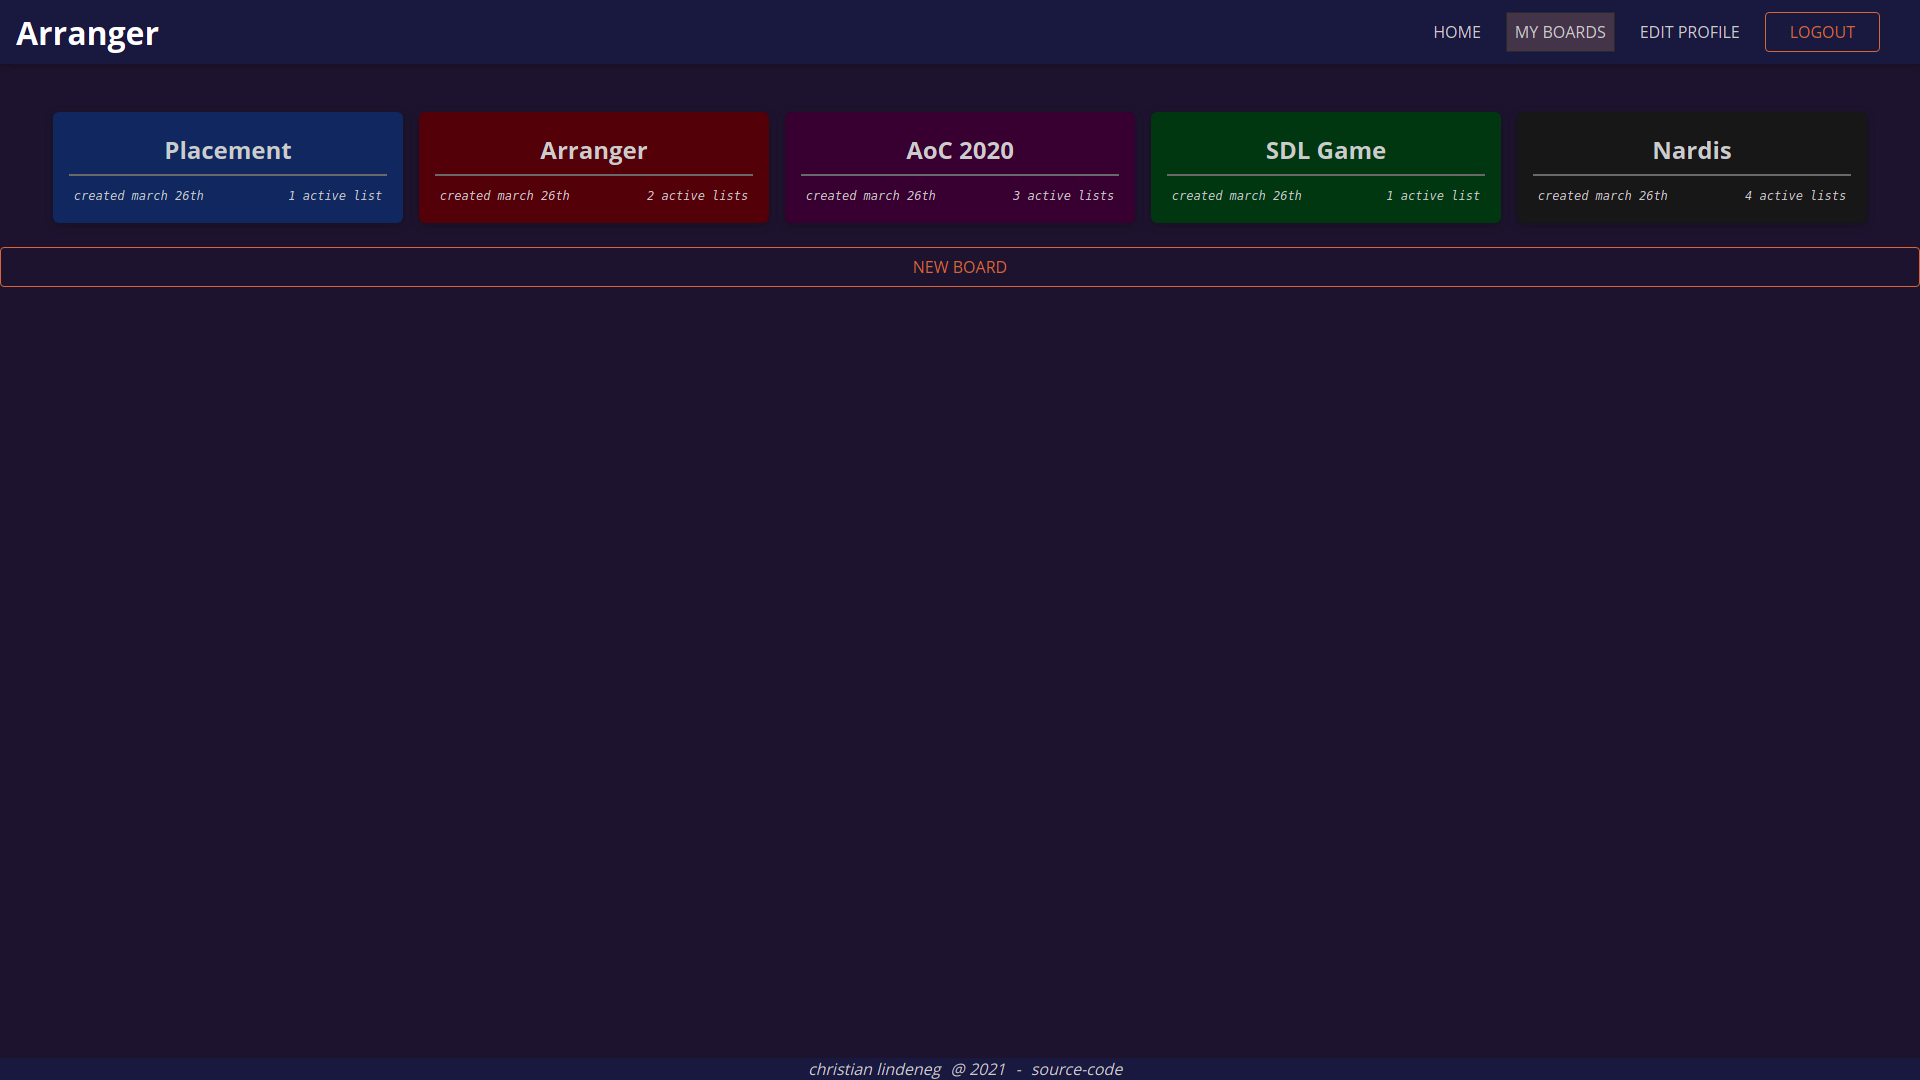 Arranger
HOME MY BOARDS EDIT PROFILE LOGOUT
Placement
created march 26th 1 active list
Arranger
created march 26th 2 active lists
AoC 2020
created march 26th 3 active lists
SDL Game
created march 26th 1 active list
Nardis
created march 26th 4 active lists
NEW BOARD
christian lindeneg @ 2021 - source-code